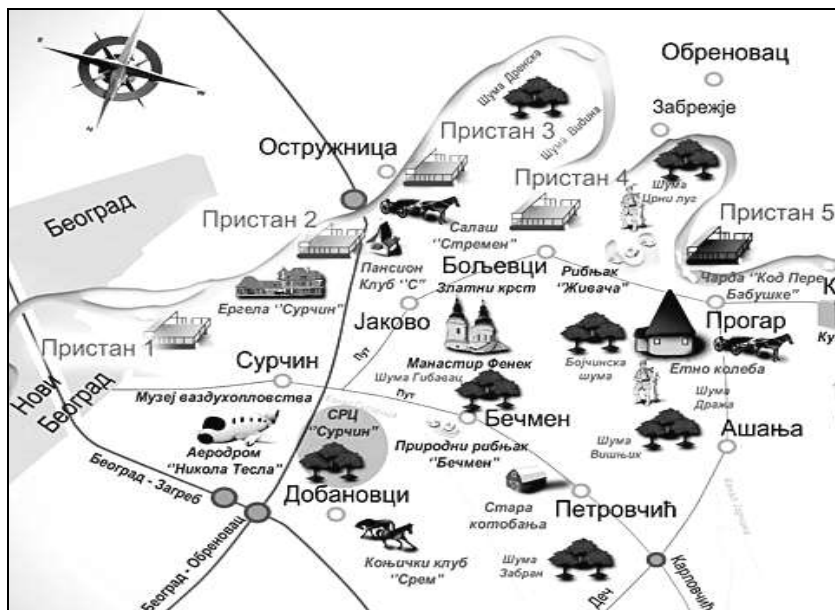 Обреновац
Забрежје
Шума Дренска
Шума Видина
Пристан 3
Остружница
Пристан 4
Шума
Црни луг
Београд
Пристан 2
Салаш
"Стремен"
Пристан 5
Пансион
Клуб "С"
Бољевци
Златни крст
Рибњак
"Живача"
Чарда "Код Пере
Бабушке"
К
Ергела "Сурчин"
Јаково
Прогар
Ку
Пристан 1
Сурчин
Пут
Манастир Фенек
Бојчинска
шума
Етно колеба
Нови
Београд
Музеј ваздухопловства
Шума Гибавац
Пут
Шума
Дража
СРЦ
"Сурчин"
Бечмен
Ашања
Аеродром
"Никола Тесла"
Природни рибњак
"Бечмен"
Шума
Вишњик
Београд - Загреб
Добановци
Стара
котобања
Петровчић
Београд - Обреновац
Коњички клуб
"Срем"
Шума
Забран
Деч
Карловчић